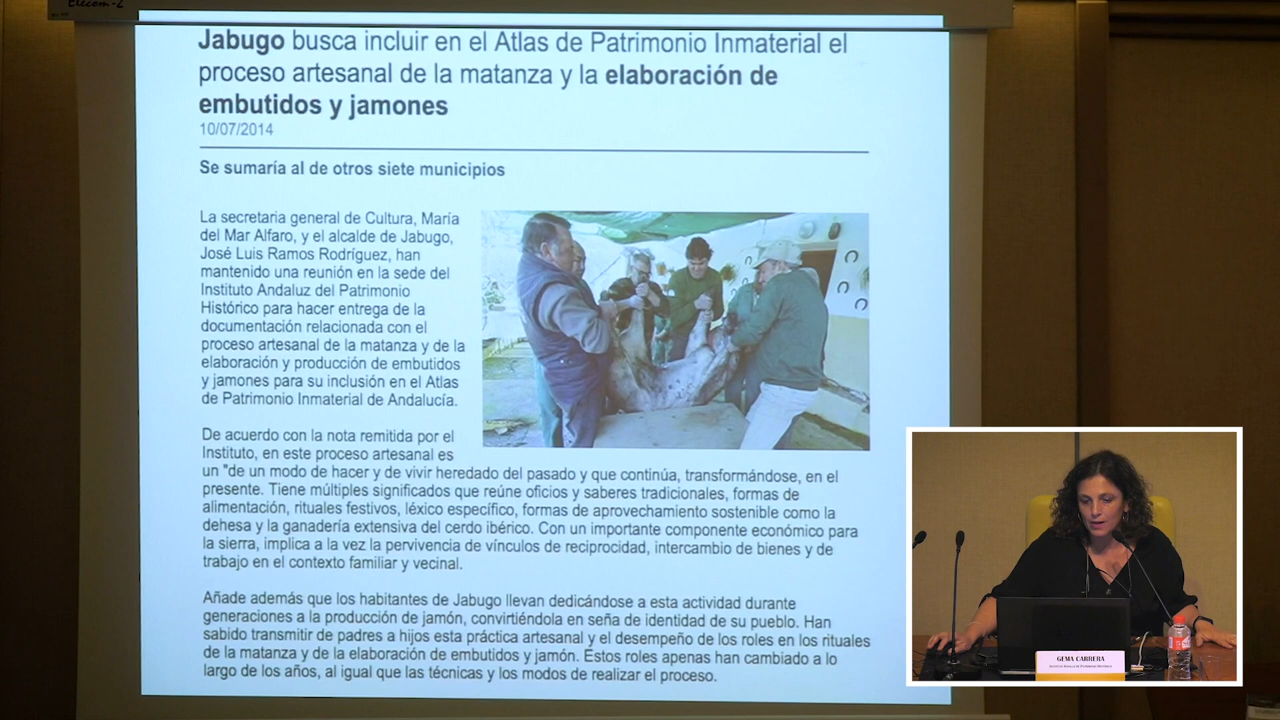 Elecom-2
Jabugo busca incluir en el Atlas de Patrimonio Inmaterial el
proceso artesanal de la matanza y la elaboración de
embutidos y jamones
10/07/2014
Se sumaría al de otros siete municipios
La secretaria general de Cultura, María
del Mar Alfaro, y el alcalde de Jabugo,
José Luis Ramos Rodríguez, han
mantenido una reunión en la sede del
Instituto Andaluz del Patrimonio
Histórico para hacer entrega de la
documentación relacionada con el
proceso artesanal de la matanza y de la
elaboración y producción de embutidos
y jamones para su inclusión en el Atlas
de Patrimonio Inmaterial de Andalucía.
De acuerdo con la nota remitida por el
Instituto, en este proceso artesanal es
un "de un modo de hacer y de vivir heredado del pasado y que continúa, transformándose, en el
presente. Tiene múltiples significados que reúne oficios y saberes tradicionales, formas de
alimentación, rituales festivos, léxico específico, formas de aprovechamiento sostenible como la
dehesa y la ganadería extensiva del cerdo ibérico. Con un importante componente económico para
la sierra, implica a la vez la pervivencia de vínculos de reciprocidad, intercambio de bienes y de
trabajo en el contexto familiar y vecinal.
Añade además que los habitantes de Jabugo llevan dedicándose a esta actividad durante
generaciones a la producción de jamón, convirtiéndola en seña de identidad de su pueblo. Han
sabido transmitir de padres a hijos esta práctica artesanal y el desempeño de los roles en los rituales
de la matanza y de la elaboración de embutidos y jamón. Estos roles apenas han cambiado a lo
largo de los años, al igual que las técnicas y los modos de realizar el proceso.
GEMA CARRERA